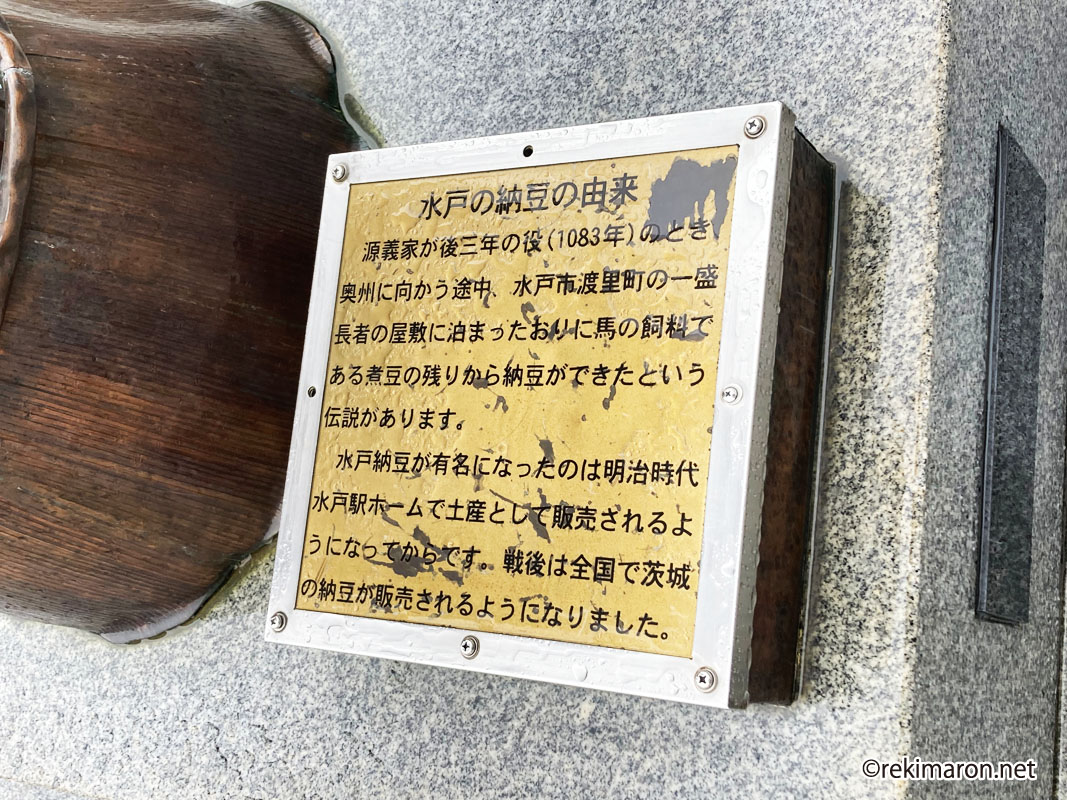 水戸の納豆の由来
源義家が後三年の役(1083年)のとき
奥州に向かう途中、水戸市渡里町の一盛
長者の屋敷に泊まったおりに馬の飼料で
ある煮豆の残りから納豆ができたという
伝説があります。
水戸納豆が有名になったのは明治時代
水戸駅ホームで土産として販売されるよ
うになってからです。戦後は全国で茨城
の納豆が販売されるようになりました。
©rekimaron.net